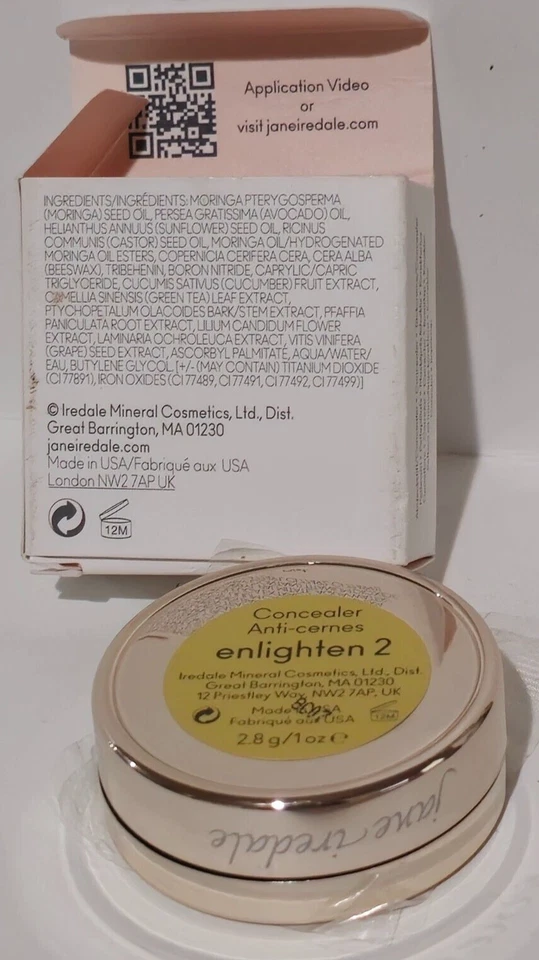 Application Video
or
visit janeiredale.com
INGREDIENTS/INGRÉDIENTS: MORINGA PTERYGOSPERMA
(MORINGA) SEED OIL, PERSEA GRATISSIMA (AVOCADO) OIL,
HELIANTHUS ANNUUS (SUNFLOWER) SEED OIL, RICINUS
COMMUNIS (CASTOR) SEED OIL, MORINGA OIL/HYDROGENATED
MORINGA OIL ESTERS, COPERNICIA CERIFERA CERA, CERA ALBA
(BEESWAX), TRIBEHENIN, BORON NITRIDE, CAPRYLIC/CAPRIC
TRIGLYCERIDE, CUCUMIS SATIVUS (CUCUMBER) FRUIT EXTRACT,
CAMELLIA SINENSIS (GREEN TEA) LEAF EXTRACT,
PTYCHOPETALUM OLACOIDES BARK/STEM EXTRACT, PFAFFIA
PANICULATA ROOT EXTRACT, LILIUM CANDIDUM FLOWER
EXTRACT, LAMINARIA OCHROLEUCA EXTRACT, VITIS VINIFERA
(GRAPE) SEED EXTRACT, ASCORBYL PALMITATE, AQUA/WATER/
EAU, BUTYLENE GLYCOL. [+/- (MAY CONTAIN) TITANIUM DIOXIDE
(CI 77891), IRON OXIDES (CI 77489, CI 77491, CI 77492, CI 77499)]
© Iredale Mineral Cosmetics, Ltd., Dist.
Great Barrington, MA 01230
janeiredale.com
Made in USA/Fabriqué aux USA
London NW2 7AP UK
12M
Concealer
Anti-cernes
enlighten 2
Iredale Mineral Cosmetics, Ltd., Dist.
Great Barrington, MA 01230
12 Priestley Way, NW2 7AP, UK
Made USA
Fabriqué aux USA
12M
2.8 g/1 oz e
jane iredale